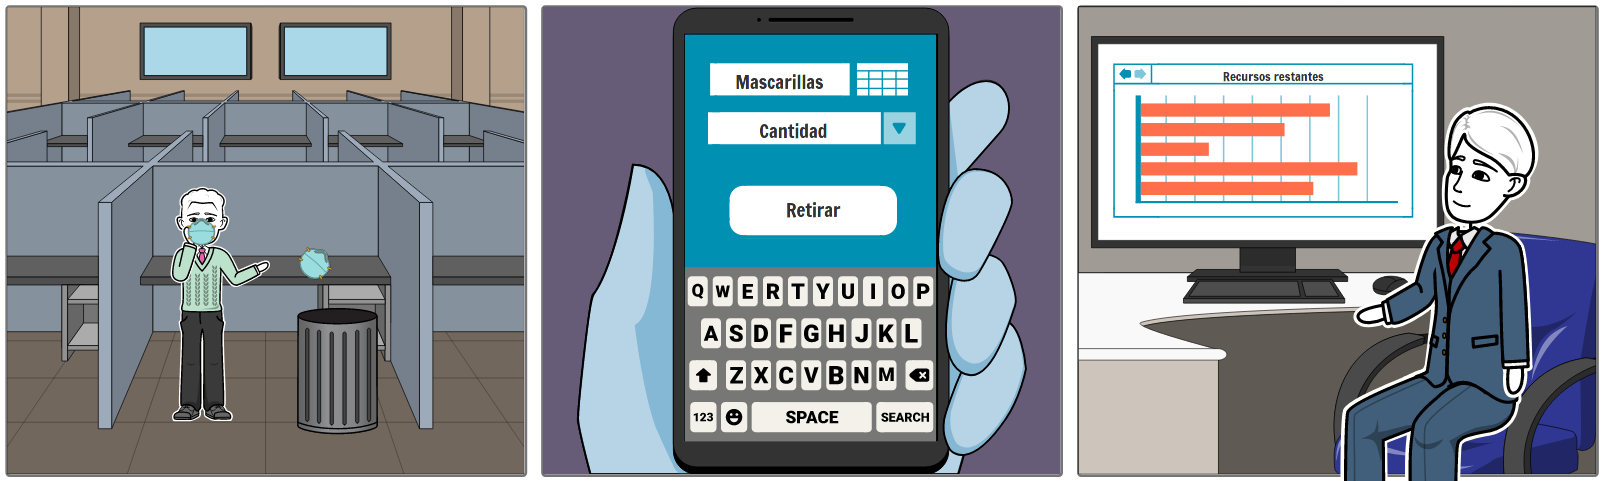 Mascarillas
Cantidad
Retirar
Q W E R T Y U I O P
A S D F G H J K L
Z X C V B N M
123 SPACE SEARCH
Recursos restantes